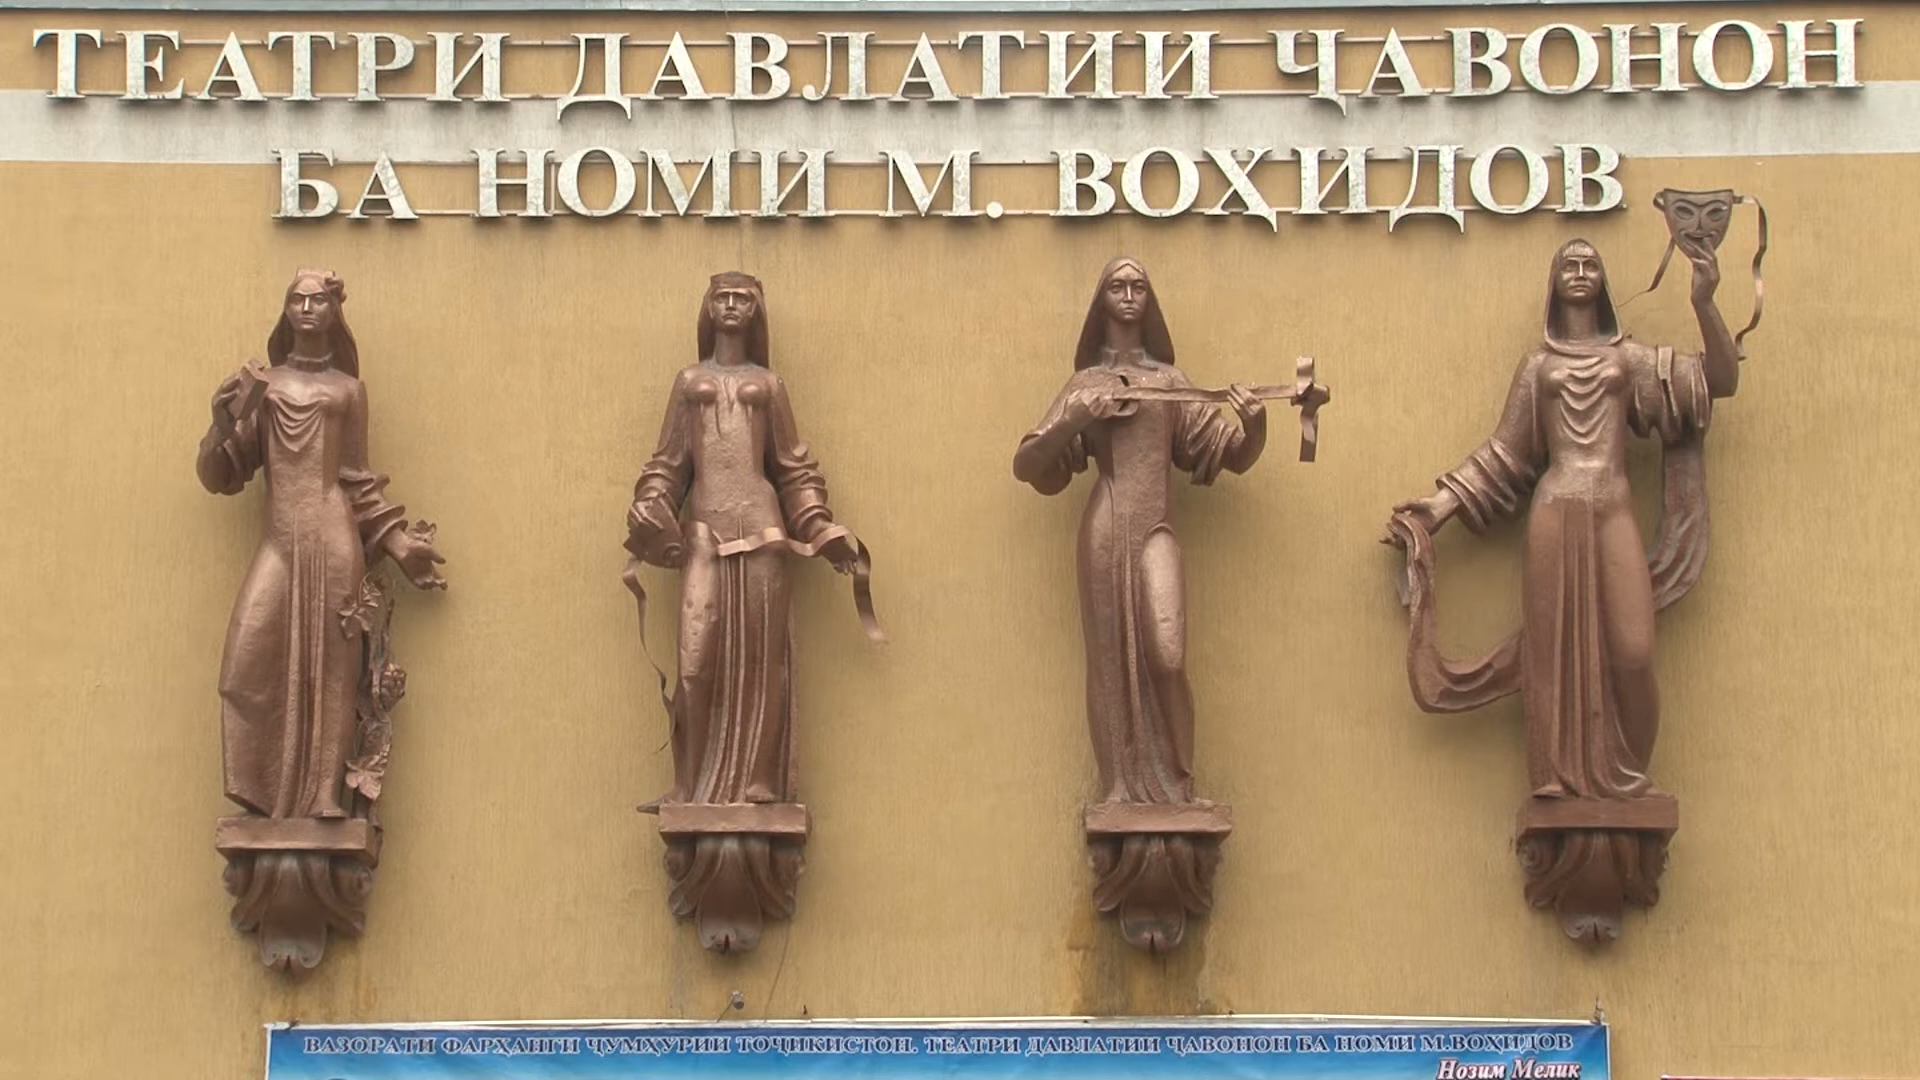 ТЕАТРИ ДАВЛАТИИ ҶАВОНОН
БА НОМИ М. ВОҲИДОВ
ВАЗОРАТИ ФАРҲАНГИ ҶУМҲУРИИ ТОҶИКИСТОН. ТЕАТРИ ДАВЛАТИИ ҶАВОНОН БА НОМИ М.ВОҲИДОВ
Нозим Мелик